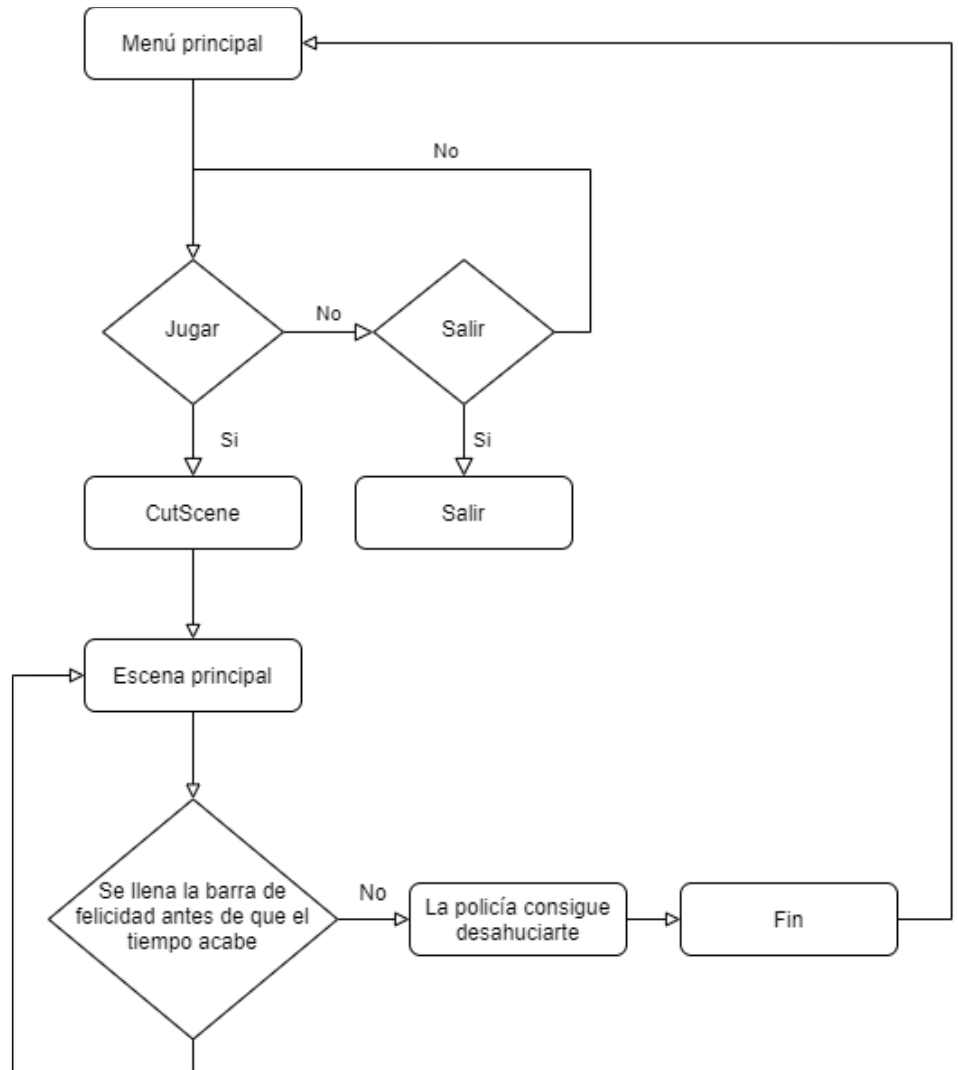 Menú principal
No
Jugar
No
Salir
Si
Si
CutScene
Salir
Escena principal
Se llena la barra de
felicidad antes de que el
tiempo acabe
No
La policía consigue
desahuciarte
Fin